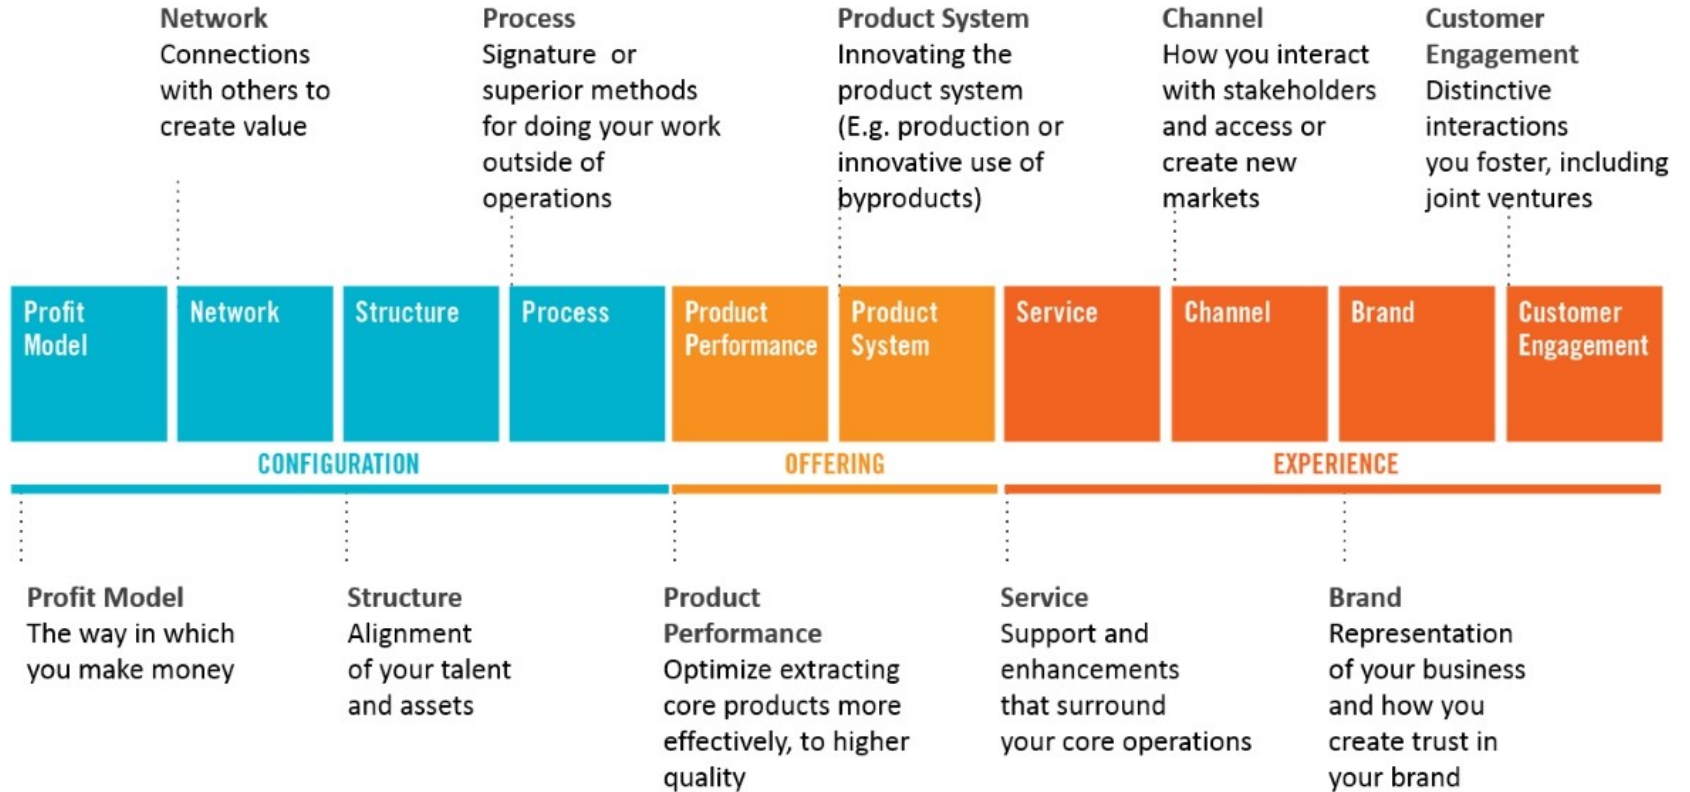 Network
Connections
with others to
create value
Process
Signature or
superior methods
for doing your work
outside of
operations
Product System
Innovating the
product system
(E.g. production or
innovative use of
byproducts)
Channel
How you interact
with stakeholders
and access or
create new
markets
Customer
Engagement
Distinctive
interactions
you foster, including
joint ventures
Profit
Model
Network
Structure
Process
Product
Performance
Product
System
Service
Channel
Brand
Customer
Engagement
CONFIGURATION
OFFERING
EXPERIENCE
Profit Model
The way in which
you make money
Structure
Alignment
of your talent
and assets
Product
Performance
Optimize extracting
core products more
effectively, to higher
quality
Service
Support and
enhancements
that surround
your core operations
Brand
Representation
of your business
and how you
create trust in
your brand